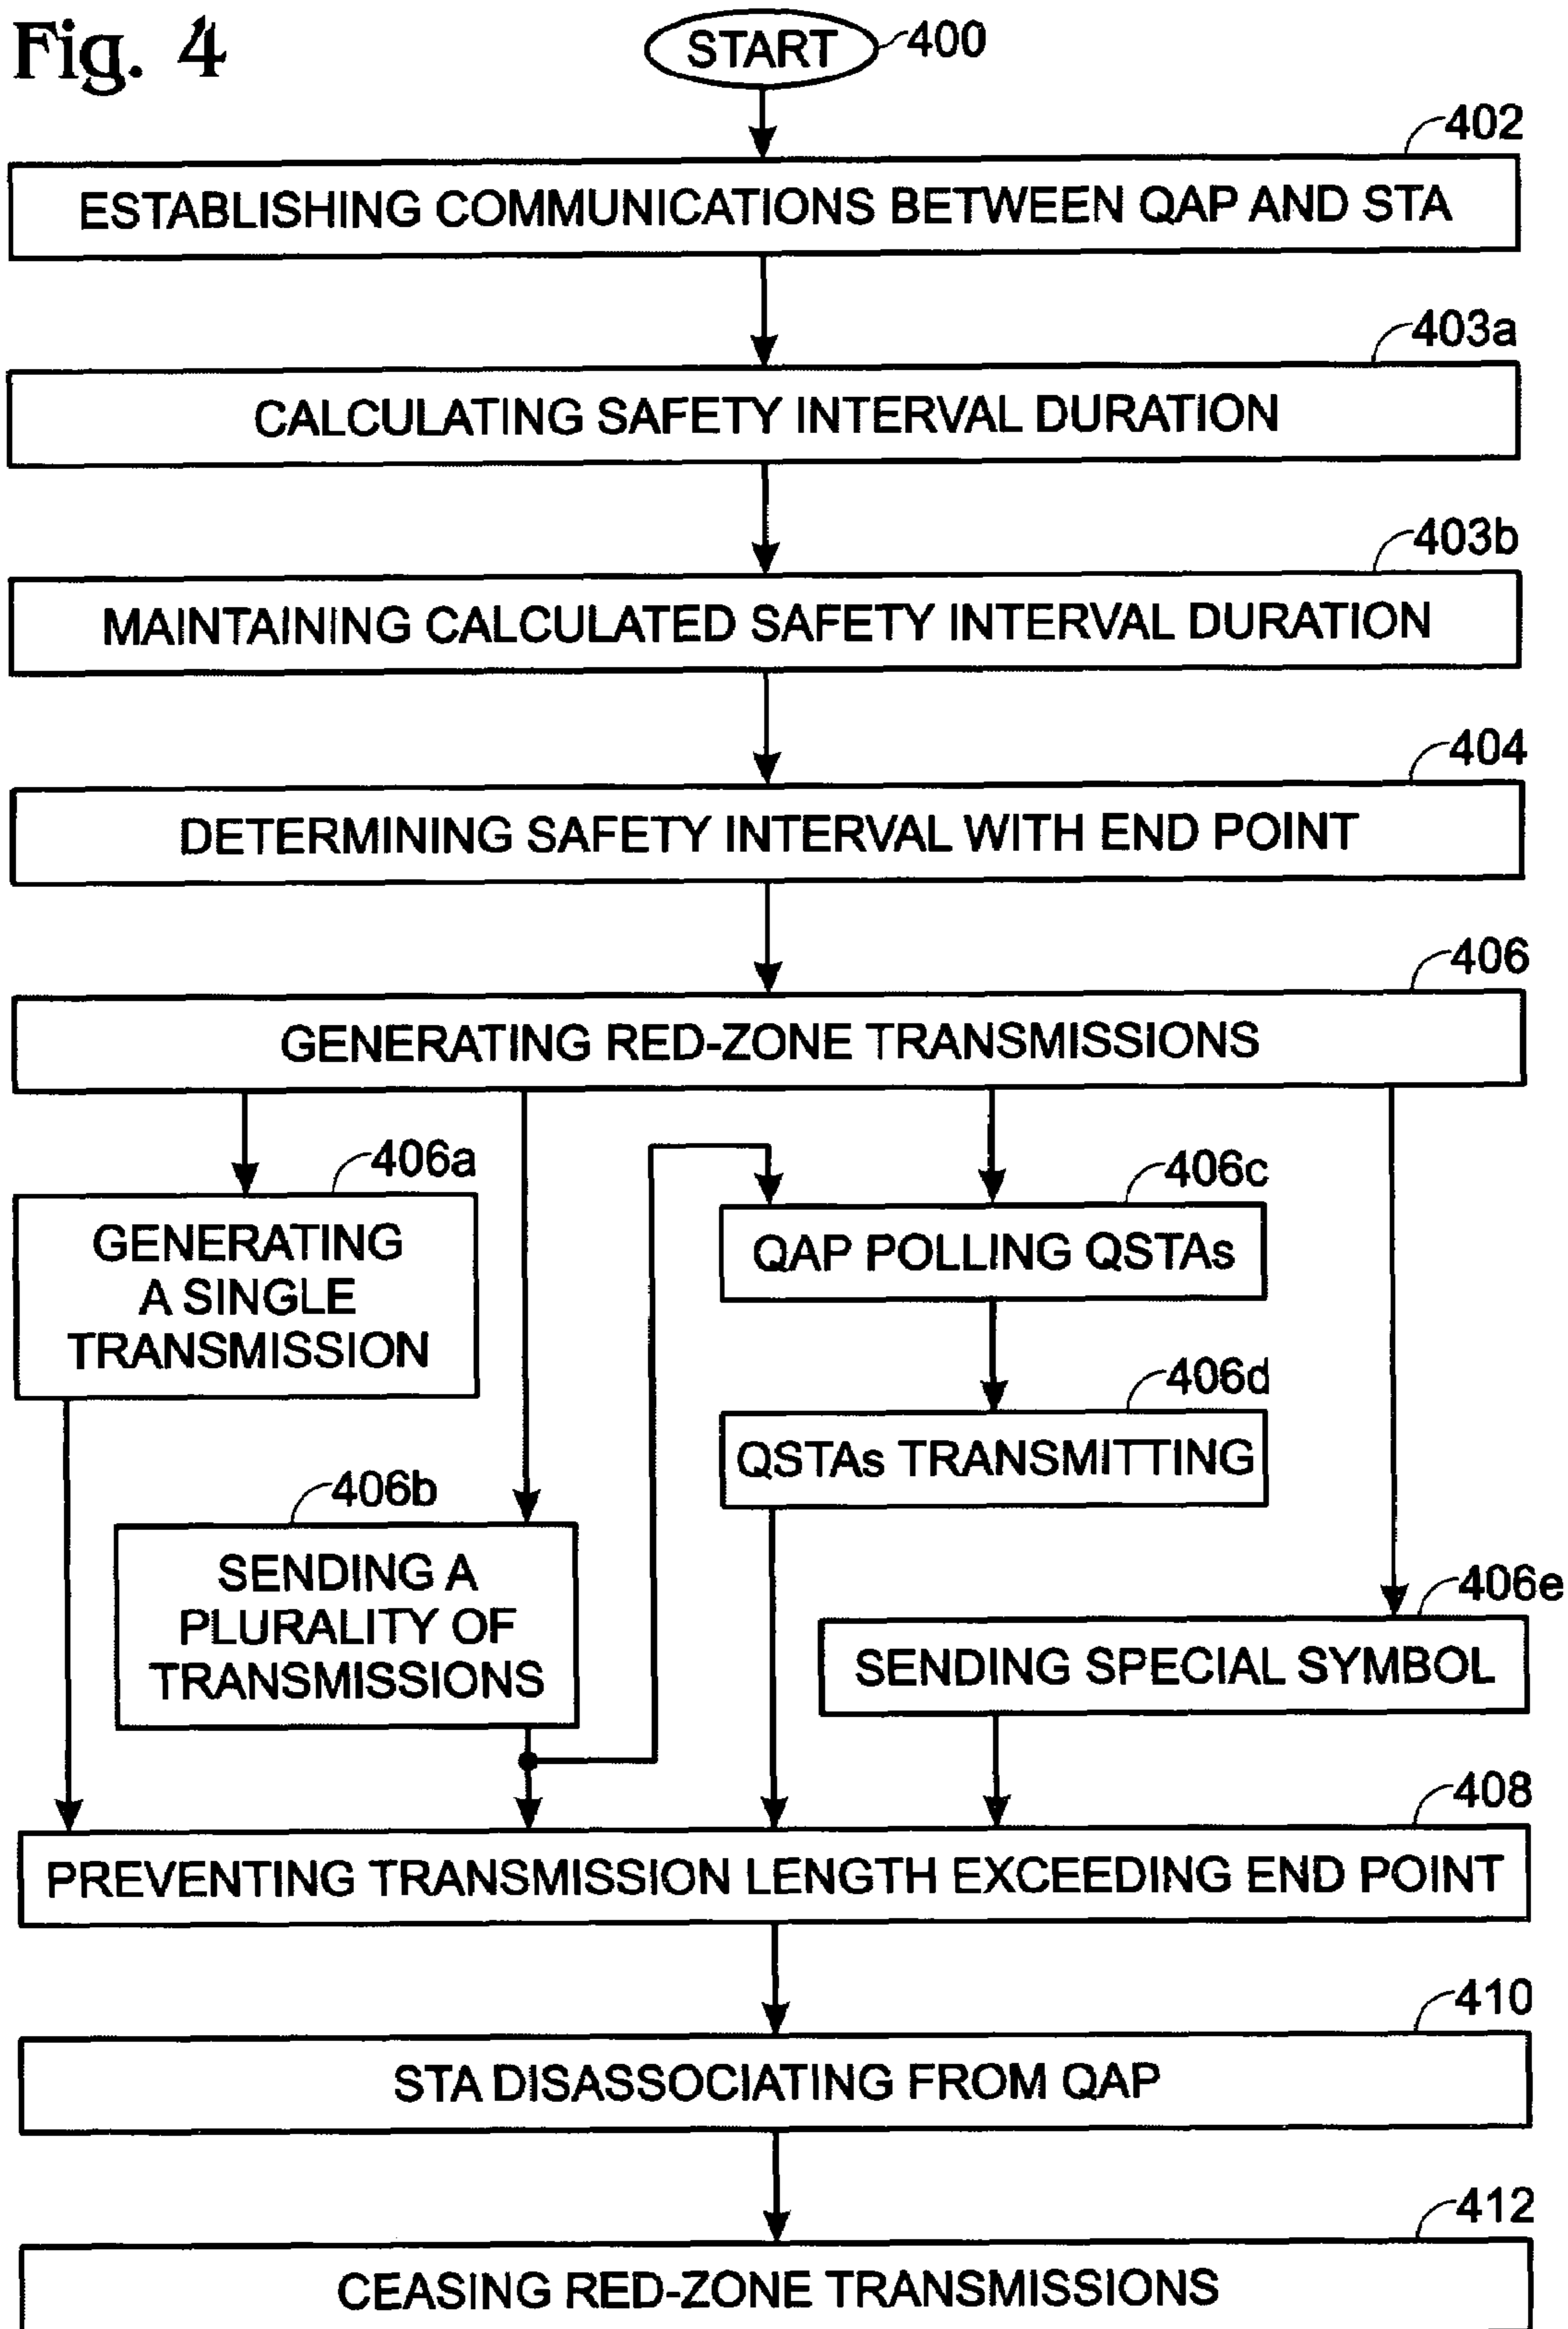 Fig. 4
START
400
402
ESTABLISHING COMMUNICATIONS BETWEEN QAP AND STA
403a
CALCULATING SAFETY INTERVAL DURATION
403b
MAINTAINING CALCULATED SAFETY INTERVAL DURATION
404
DETERMINING SAFETY INTERVAL WITH END POINT
406
GENERATING RED-ZONE TRANSMISSIONS
406a
GENERATING
A SINGLE
TRANSMISSION
406c
QAP POLLING QSTAs
406d
QSTAs TRANSMITTING
406b
SENDING A
PLURALITY OF
TRANSMISSIONS
406e
SENDING SPECIAL SYMBOL
408
PREVENTING TRANSMISSION LENGTH EXCEEDING END POINT
410
STA DISASSOCIATING FROM QAP
412
CEASING RED-ZONE TRANSMISSIONS